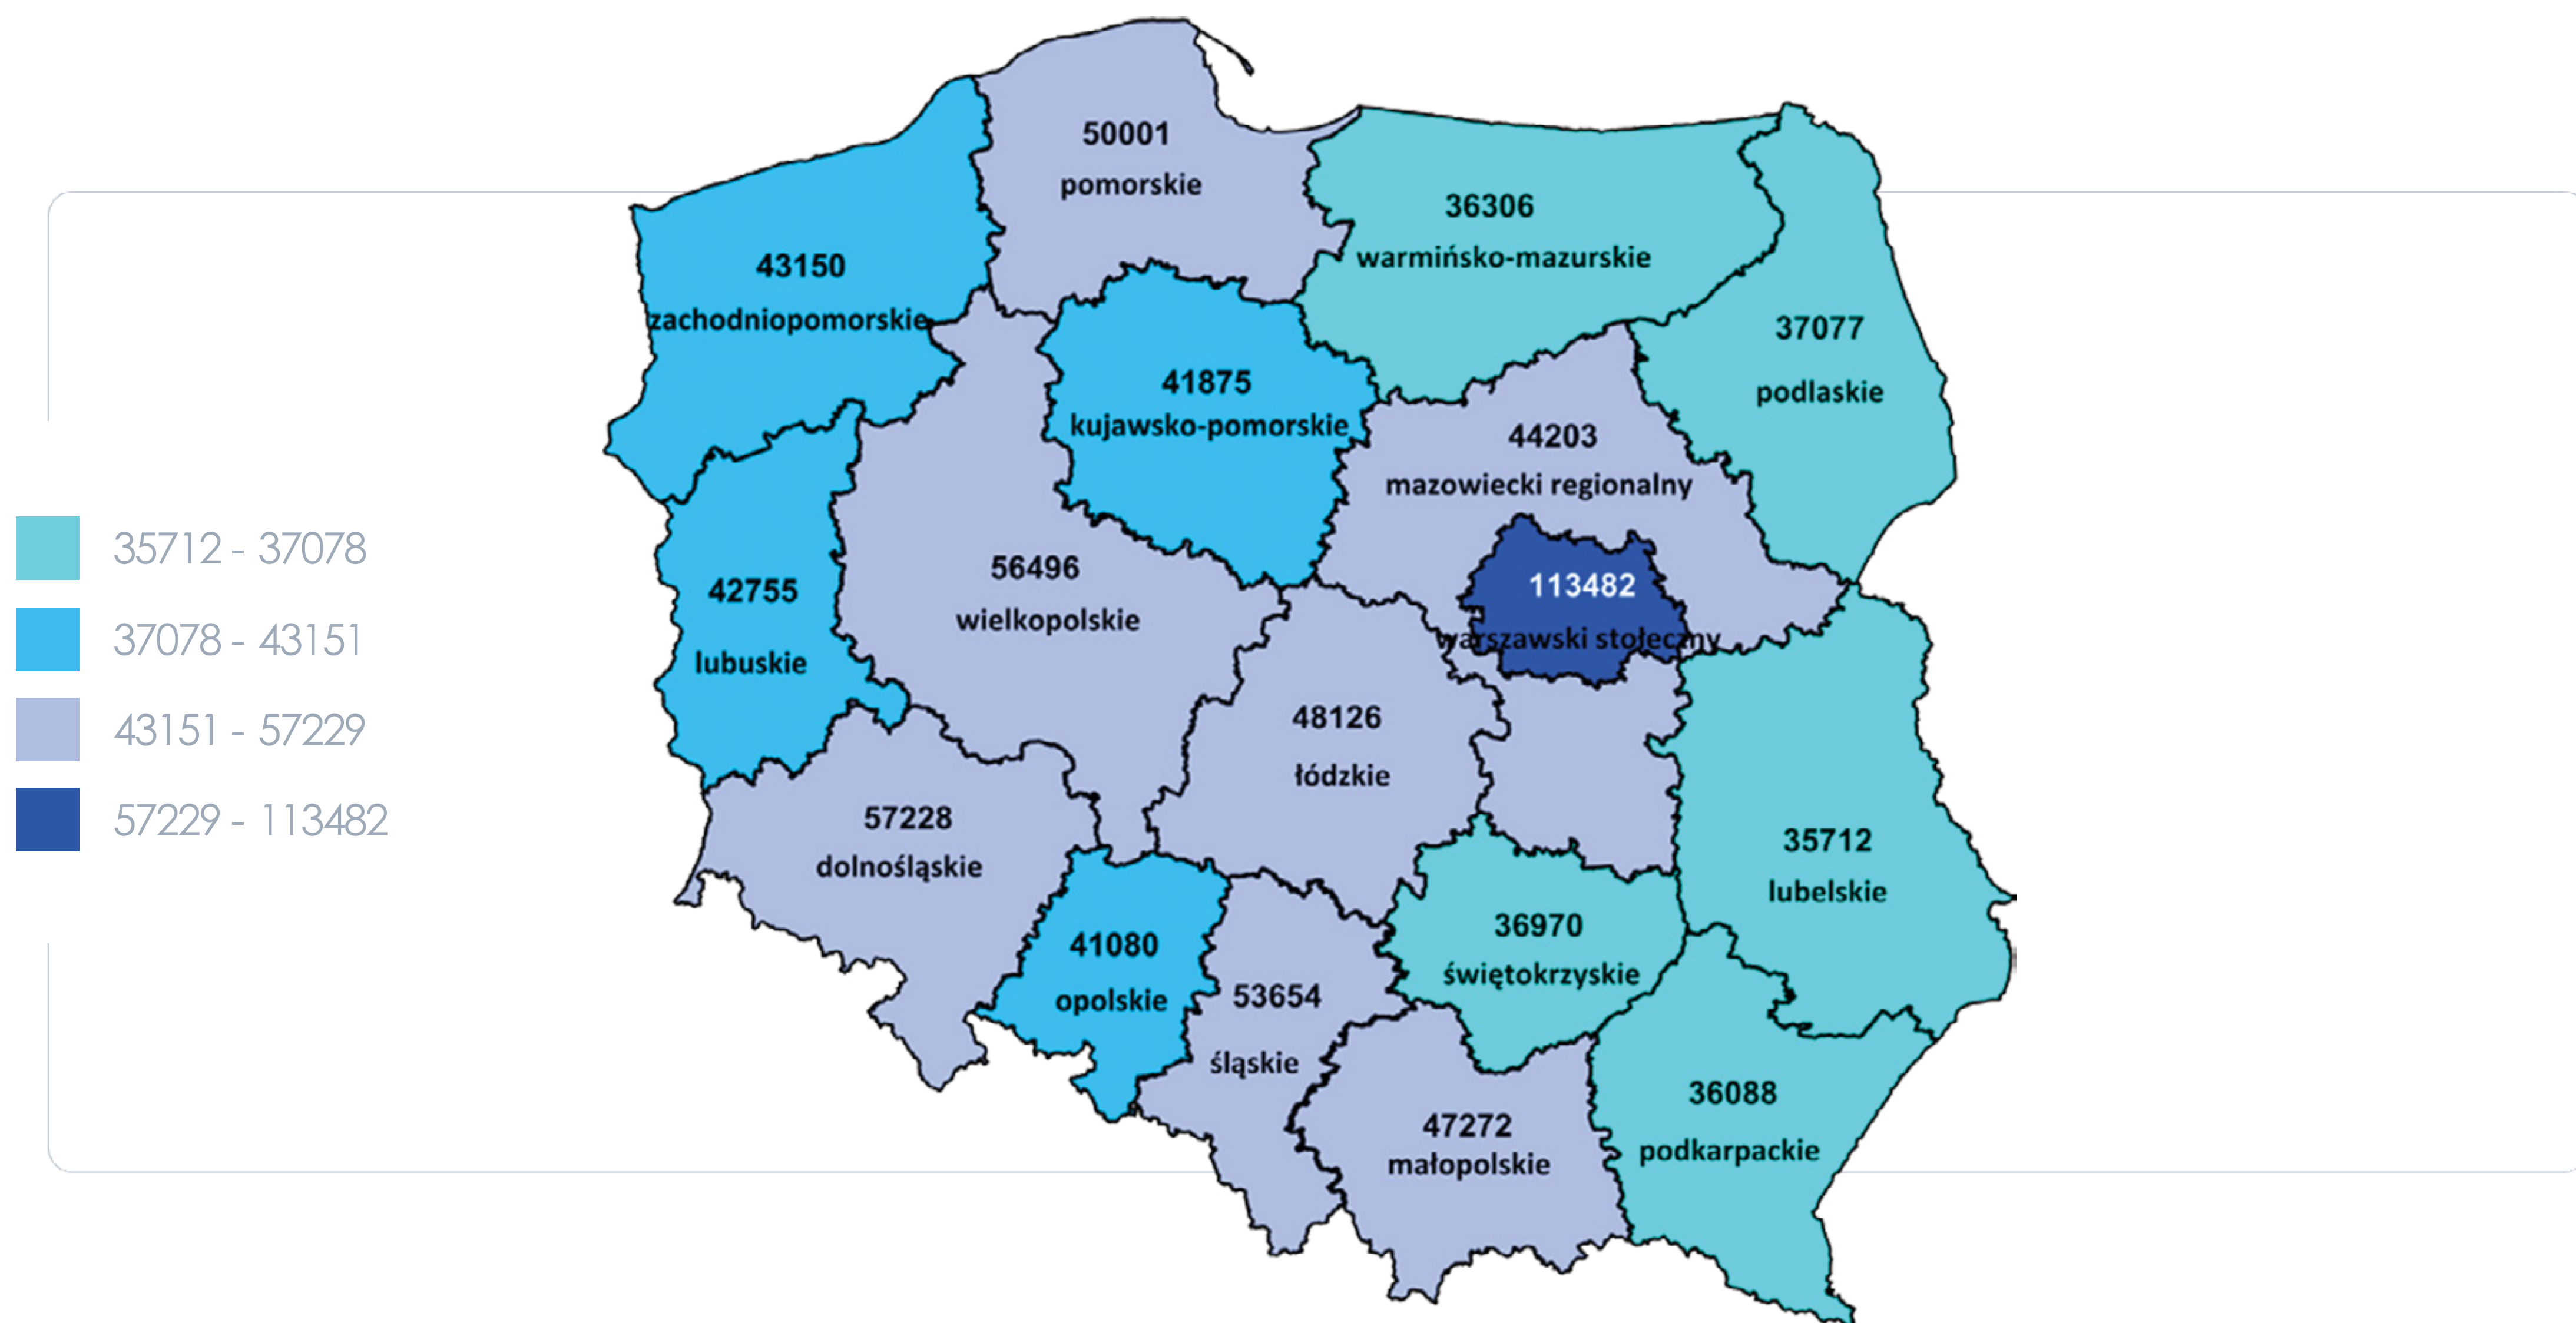 50001
pomorskie
36306
warmińsko-mazurskie
43150
zachodniopomorskie
37077
podlaskie
41875
kujawsko-pomorskie
44203
mazowiecki regionalny
35712 - 37078
37078 - 43151
43151 - 57229
57229 - 113482
42755
lubuskie
56496
wielkopolskie
113482
warszawski stołeczny
48126
łódzkie
57228
dolnośląskie
35712
lubelskie
41080
opolskie
36970
świętokrzyskie
53654
śląskie
36088
podkarpackie
47272
małopolskie